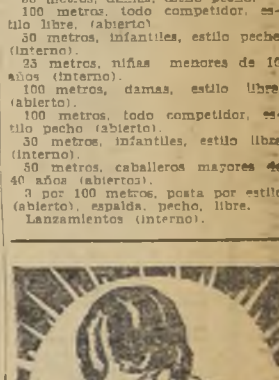 100 metros, todo competidor, es-
tilo libre, (abierto)
50 metros, infantiles, estilo pecho
(interno).
25 metros, niñas menores de 10
años (interno).
100 metros, damas, estilo libre
(abierto).
100 metros, todo competidor, es-
tilo pecho (abierto).
50 metros, infantiles, estilo libre
(interno).
50 metros, caballeros mayores de
40 años (abiertos).
3 por 100 metros, posta por estilo
(abierto), espalda, pecho, libre.
Lanzamientos (interno).